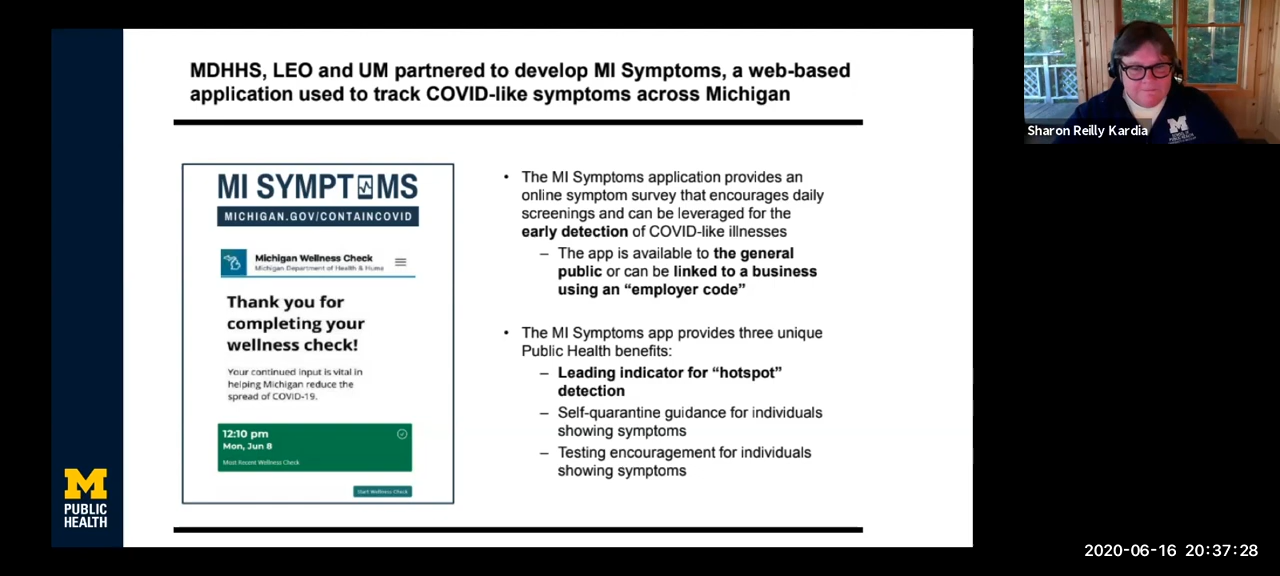 MDHHS, LEO and UM partnered to develop MI Symptoms, a web-based
application used to track COVID-like symptoms across Michigan
MI SYMPTOMS
MICHIGAN.GOV/CONTAINCOVID
Michigan Wellness Check
Michigan Department of Health & Huma
Thank you for
completing your
wellness check!
Your continued input is vital in
helping Michigan reduce the
spread of COVID-19.
12:10 pm
Mon, Jun 8
Most Recent Wellness Check
Start Wellness Check
• The MI Symptoms application provides an
online symptom survey that encourages daily
screenings and can be leveraged for the
early detection of COVID-like illnesses
– The app is available to the general
public or can be linked to a business
using an “employer code”
• The MI Symptoms app provides three unique
Public Health benefits:
– Leading indicator for “hotspot”
detection
– Self-quarantine guidance for individuals
showing symptoms
– Testing encouragement for individuals
showing symptoms
M
PUBLIC
HEALTH
Sharon Reilly Kardia
M
2020-06-16 20:37:28